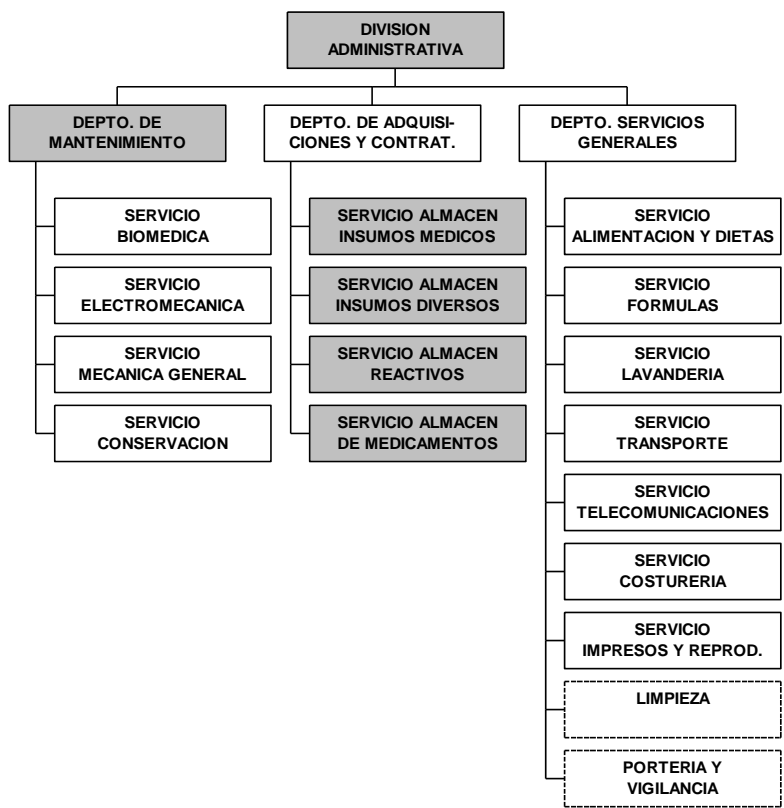 DIVISION
ADMINISTRATIVA
DEPTO. DE
MANTENIMIENTO
DEPTO. DE ADQUISI-
CIONES Y CONTRAT.
DEPTO. SERVICIOS
GENERALES
SERVICIO
BIOMEDICA
SERVICIO
ELECTROMECANICA
SERVICIO
MECANICA GENERAL
SERVICIO
CONSERVACION
SERVICIO ALMACEN
INSUMOS MEDICOS
SERVICIO ALMACEN
INSUMOS DIVERSOS
SERVICIO ALMACEN
REACTIVOS
SERVICIO ALMACEN
DE MEDICAMENTOS
SERVICIO
ALIMENTACION Y DIETAS
SERVICIO
FORMULAS
SERVICIO
LAVANDERIA
SERVICIO
TRANSPORTE
SERVICIO
TELECOMUNICACIONES
SERVICIO
COSTURERIA
SERVICIO
IMPRESOS Y REPROD.
LIMPIEZA
PORTERIA Y
VIGILANCIA